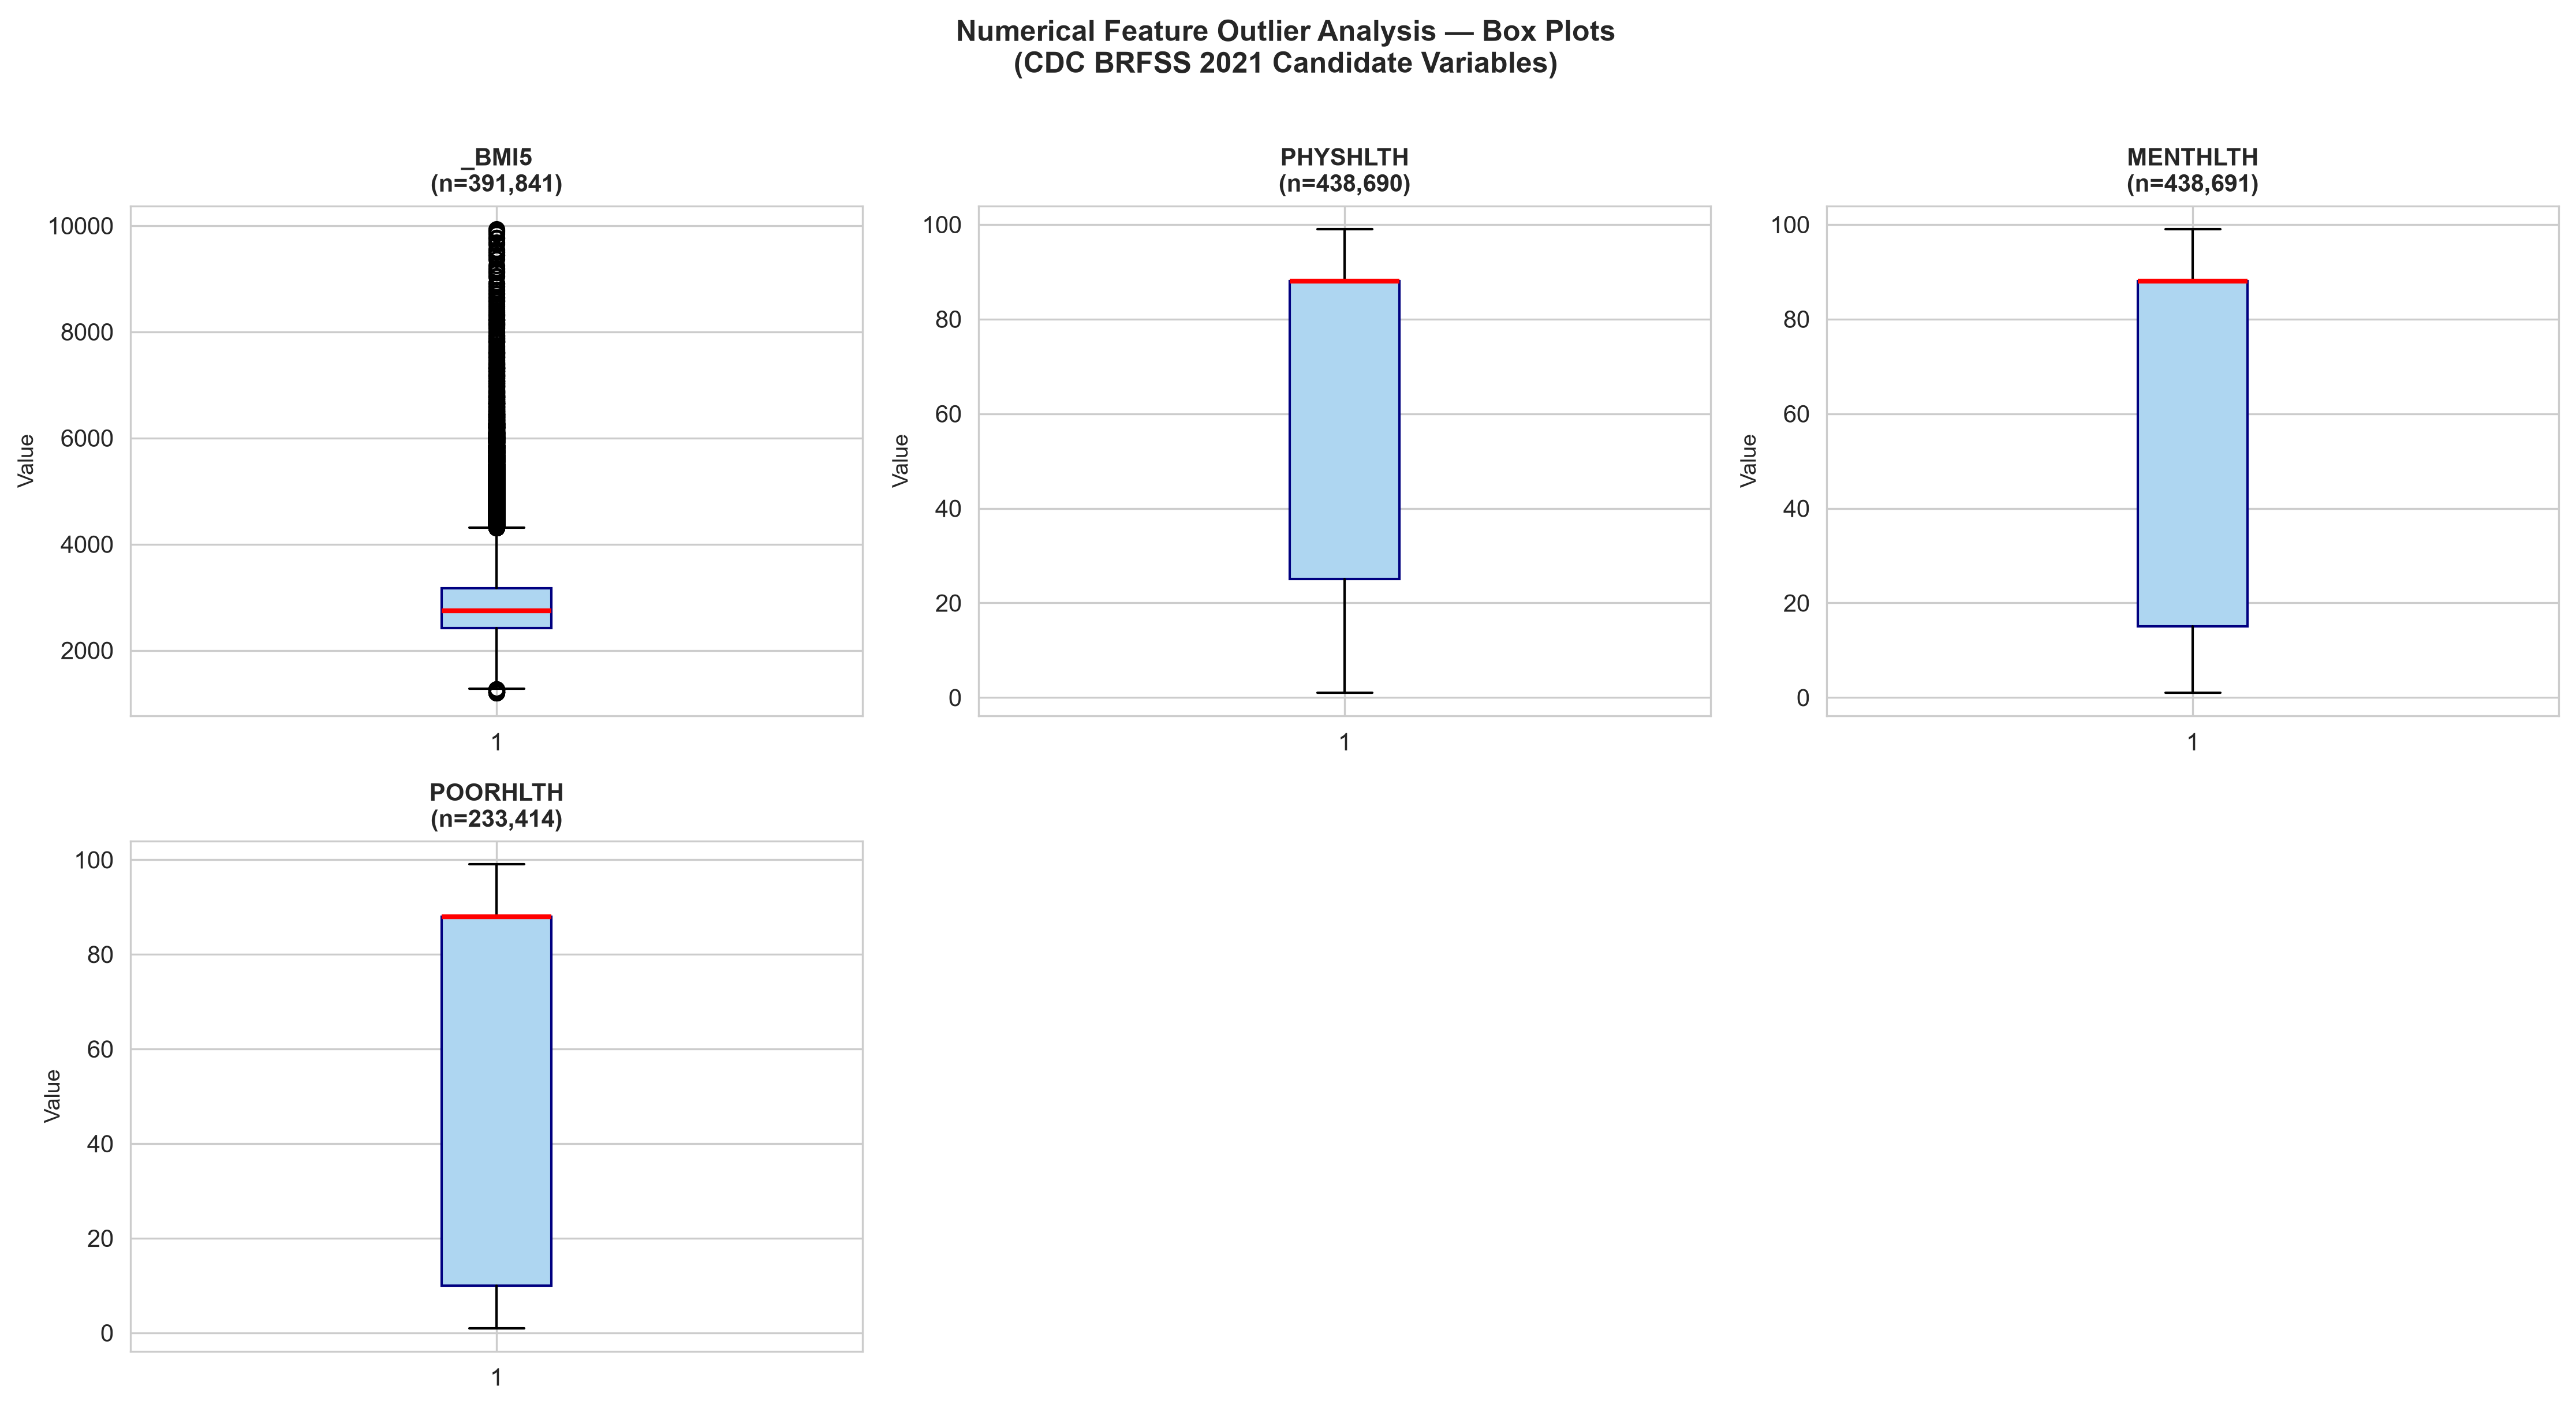 Numerical Feature Outlier Analysis — Box Plots
(CDC BRFSS 2021 Candidate Variables)
_BMI5
(n=391,841)
10000
8000
6000
4000
2000
Value
1
PHYSHLTH
(n=438,690)
100
80
60
40
20
0
Value
1
MENTHLTH
(n=438,691)
100
80
60
40
20
0
Value
1
POORHLTH
(n=233,414)
100
80
60
40
20
0
Value
1